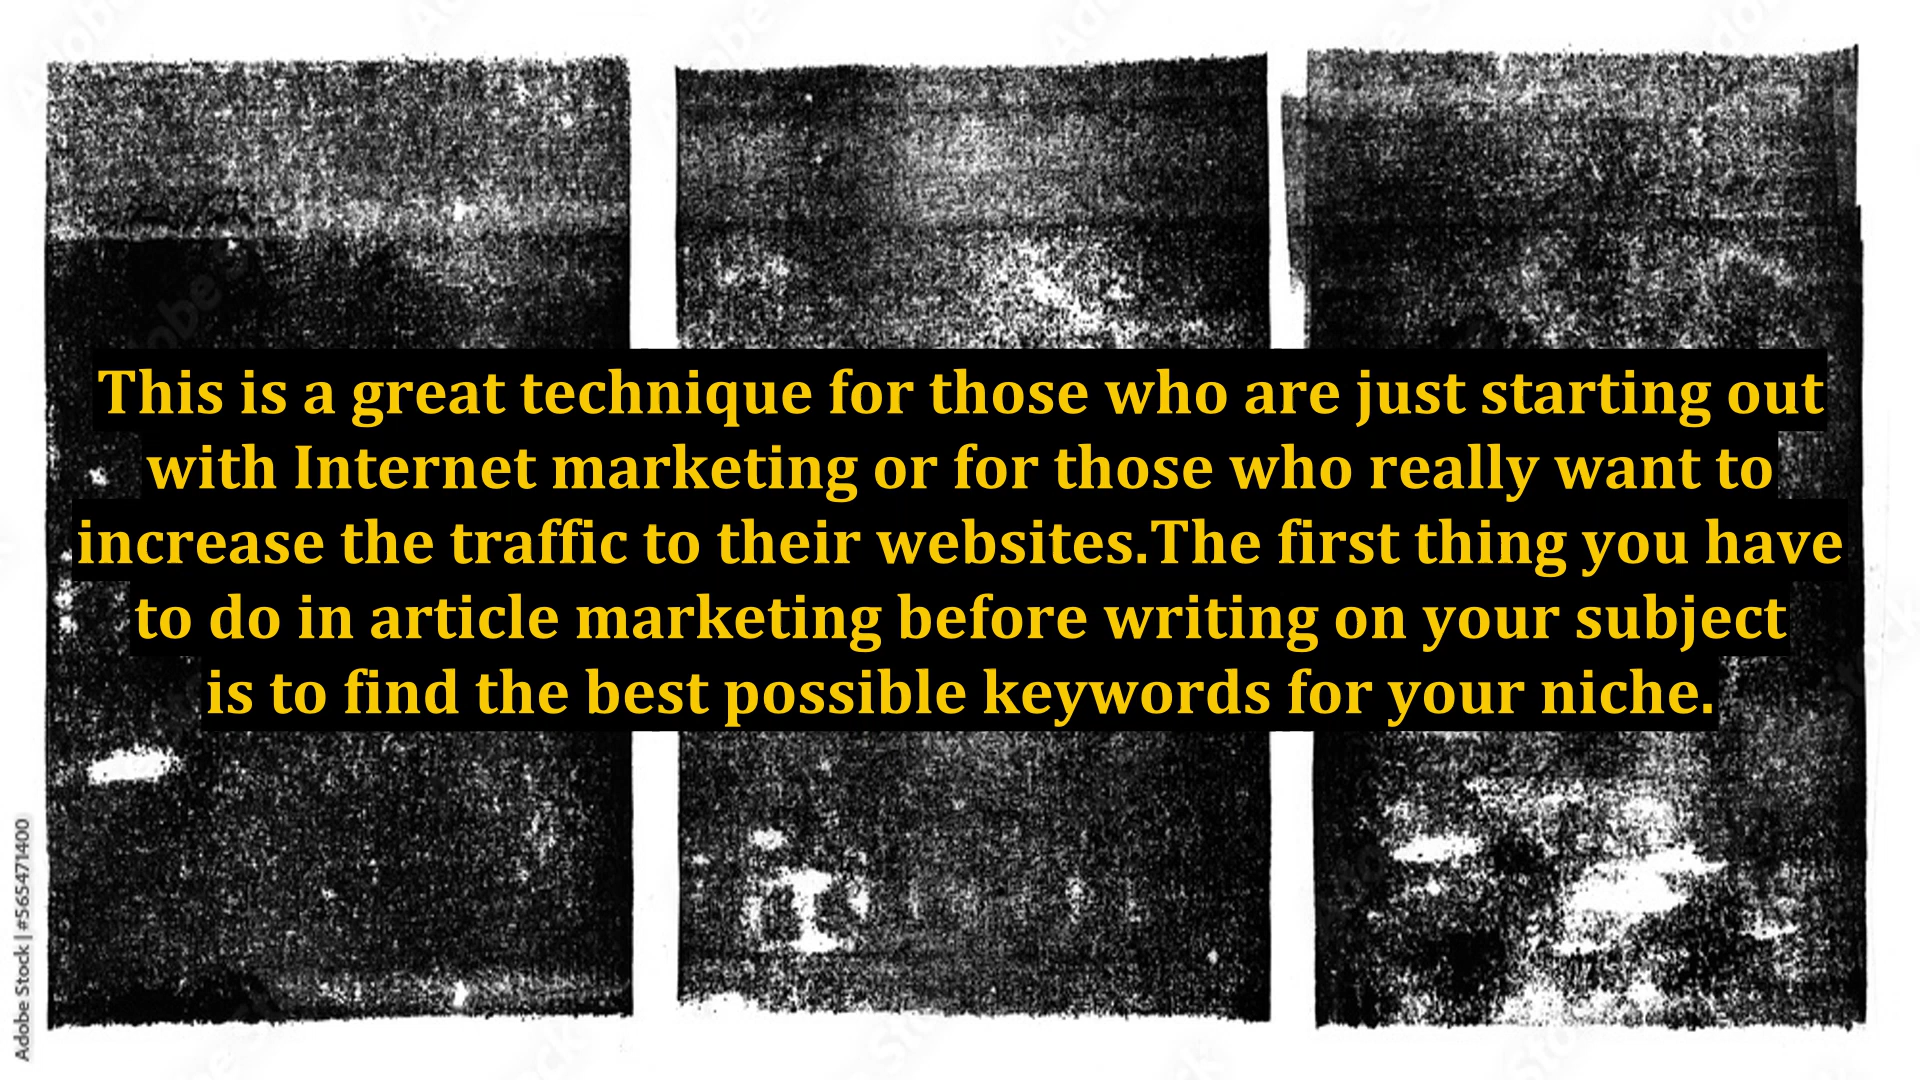 This is a great technique for those who are just starting out
with Internet marketing or for those who really want to
increase the traffic to their websites.The first thing you have
to do in article marketing before writing on your subject
is to find the best possible keywords for your niche.
Adobe Stock | #565471400